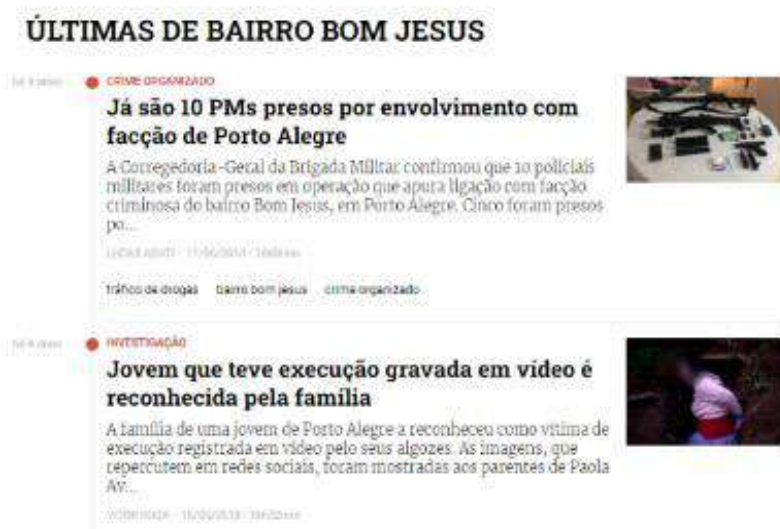 ÚLTIMAS DE BAIRRO BOM JESUS
CRIME ORGANIZADO
Já são 10 PMs presos por envolvimento com
facção de Porto Alegre
A Corregedoria-Geral da Brigada Militar confirmou que 10 policiais
militares foram presos em operação que apura ligação com facção
criminosa do bairro Bom Jesus, em Porto Alegre. Cinco foram presos
po...
tráfico de drogas bairro bom jesus crime organizado
INVESTIGAÇÃO
Jovem que teve execução gravada em vídeo é
reconhecida pela família
A família de uma jovem de Porto Alegre a reconheceu como vítima de
execução registrada em vídeo pelo seus algozes. As imagens, que
repercutem em redes sociais, foram mostradas aos parentes de Paola
Av...